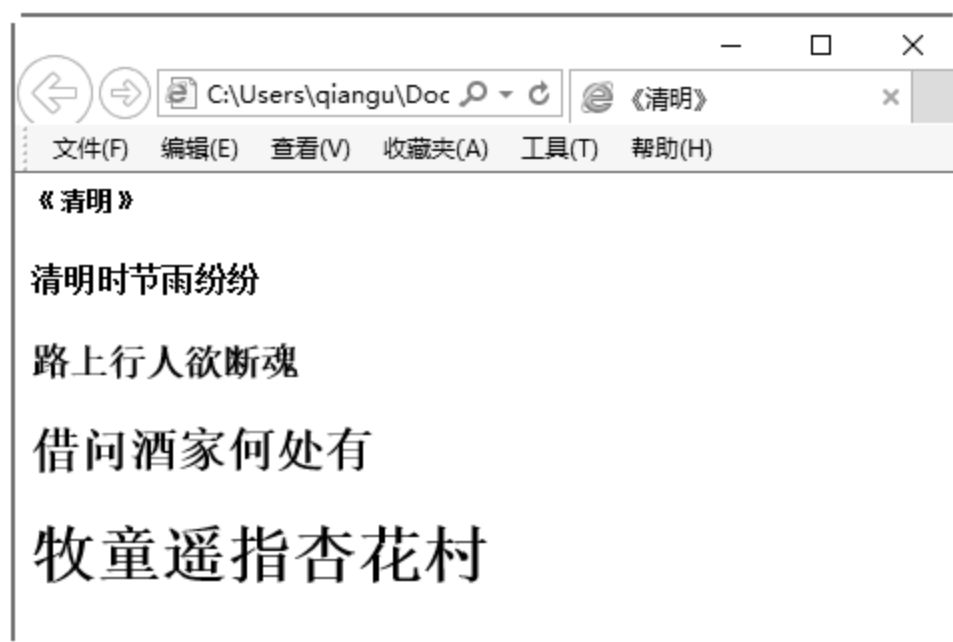 C:\Users\qiangu\Doc
《清明》
文件(F) 编辑(E) 查看(V) 收藏夹(A) 工具(T) 帮助(H)
《清明》
清明时节雨纷纷
路上行人欲断魂
借问酒家何处有
牧童遥指杏花村